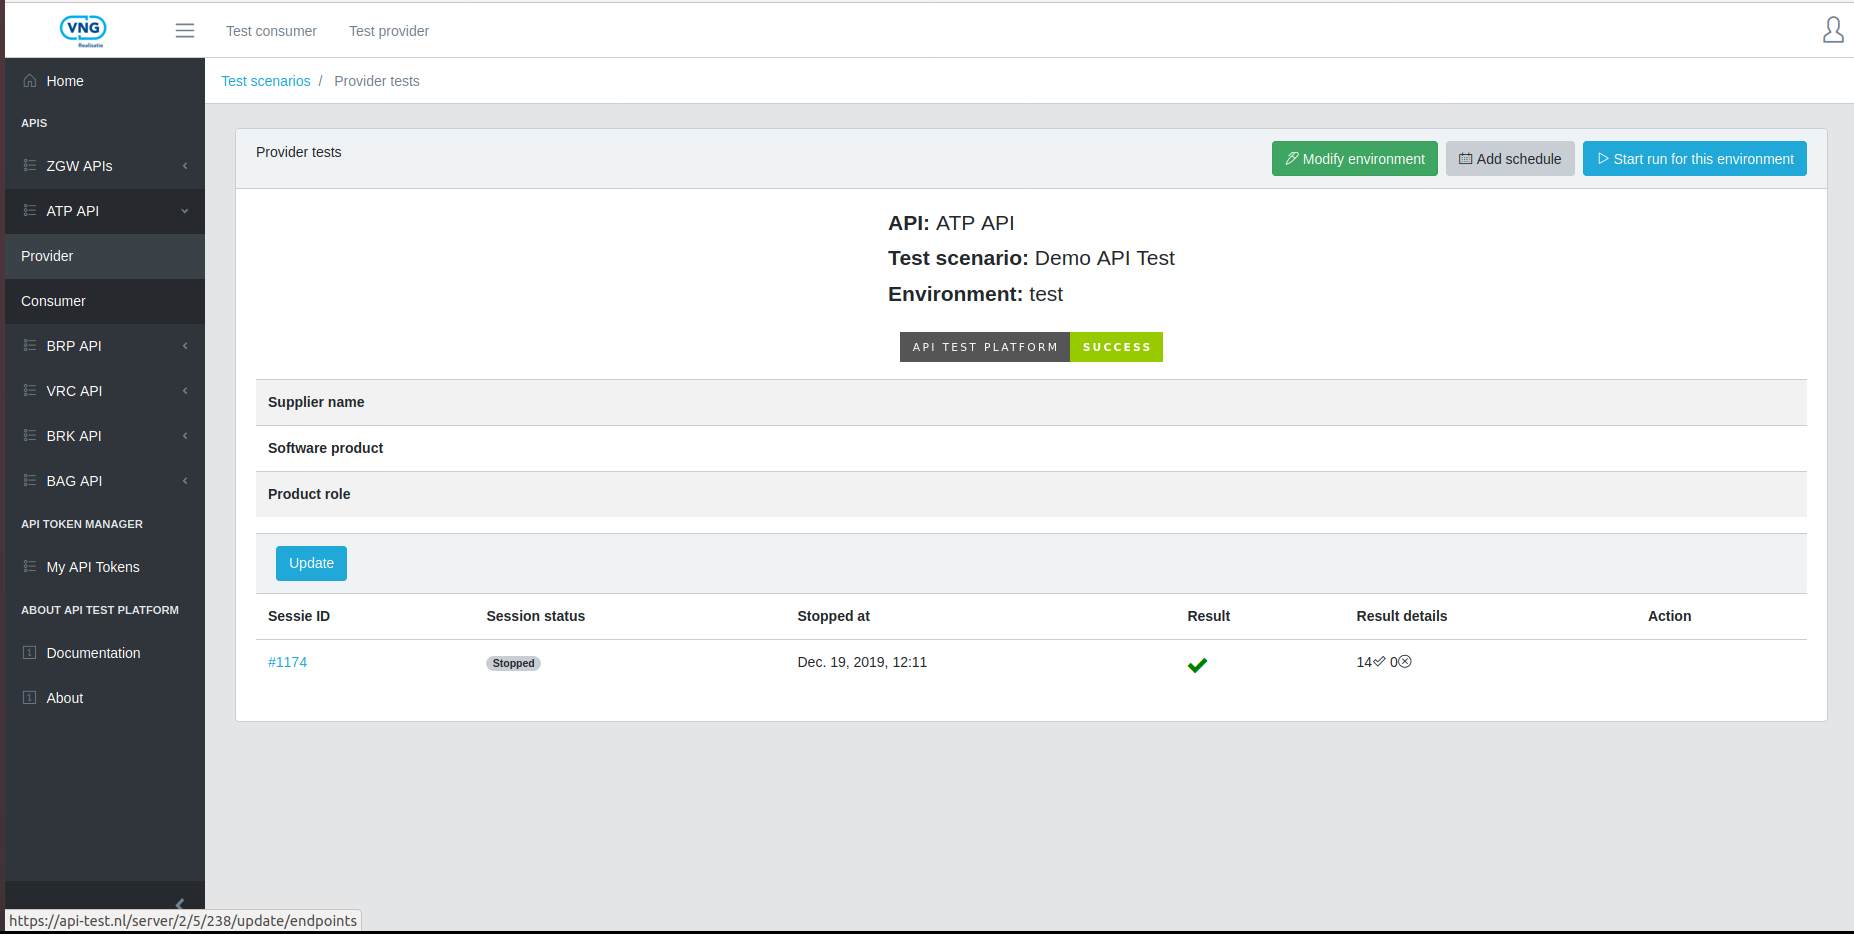 VNG
Realisatie
Test consumer
Test provider
Home
APIS
ZGW APIs
ATP API
Provider
Consumer
BRP API
VRC API
BRK API
BAG API
API TOKEN MANAGER
My API Tokens
ABOUT API TEST PLATFORM
Documentation
About
Test scenarios / Provider tests
Provider tests
Modify environment
Add schedule
Start run for this environment
API: ATP API
Test scenario: Demo API Test
Environment: test
API TEST PLATFORM SUCCESS
Supplier name
Software product
Product role
Update
Sessie ID Session status Stopped at Result Result details Action
#1174 Stopped Dec. 19, 2019, 12:11 14 0
https://api-test.nl/server/2/5/238/update/endpoints